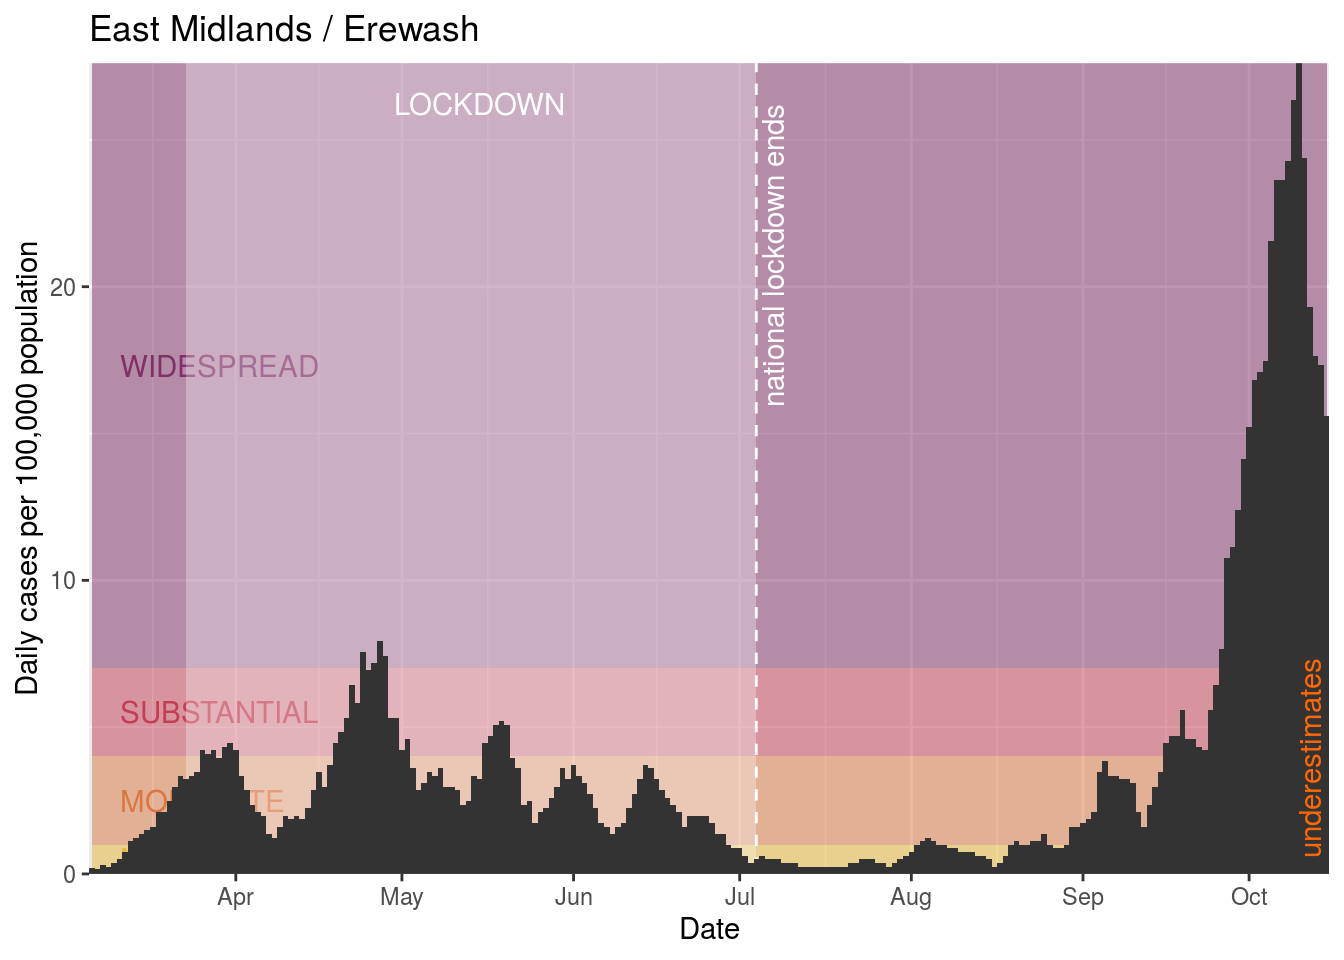 East Midlands / Erewash
LOCKDOWN
national lockdown ends
WIDESPREAD
SUBSTANTIAL
underestimates
Daily cases per 100,000 population
20
10
0
Apr
May
Jun
Jul
Aug
Sep
Oct
Date